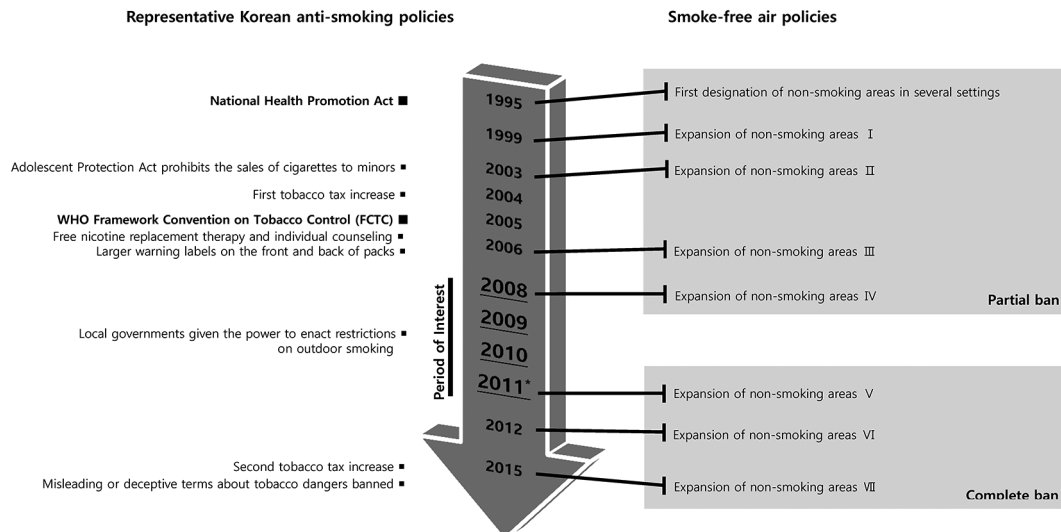 Representative Korean anti-smoking policies
Smoke-free air policies
National Health Promotion Act ■
1995
First designation of non-smoking areas in several settings
1999
Expansion of non-smoking areas Ⅰ
Adolescent Protection Act prohibits the sales of cigarettes to minors ▪
2003
Expansion of non-smoking areas Ⅱ
First tobacco tax increase ▪
2004
WHO Framework Convention on Tobacco Control (FCTC) ■
2005
Free nicotine replacement therapy and individual counseling ▪
Larger warning labels on the front and back of packs ▪
2006
Expansion of non-smoking areas Ⅲ
Period of Interest
2008
Expansion of non-smoking areas Ⅳ
Partial ban
2009
Local governments given the power to enact restrictions ▪
on outdoor smoking
2010
2011*
Expansion of non-smoking areas Ⅴ
2012
Expansion of non-smoking areas Ⅵ
Second tobacco tax increase ▪
2015
Misleading or deceptive terms about tobacco dangers banned ▪
Expansion of non-smoking areas Ⅶ
Complete ban